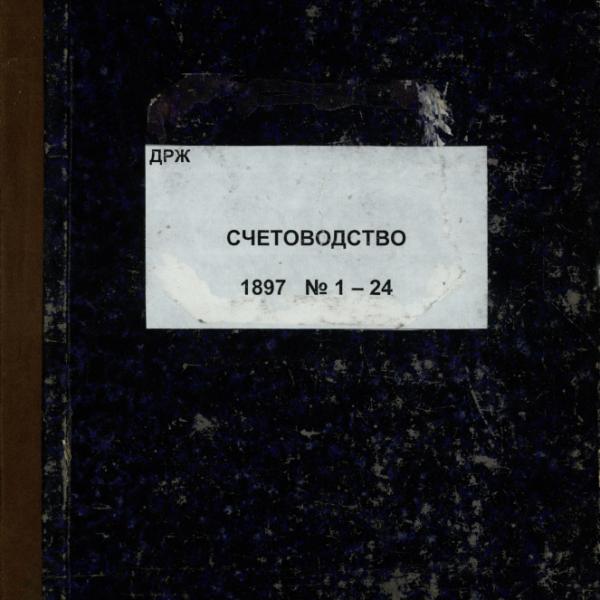 ДРЖ
СЧЕТОВОДСТВО
1897 № 1 – 24